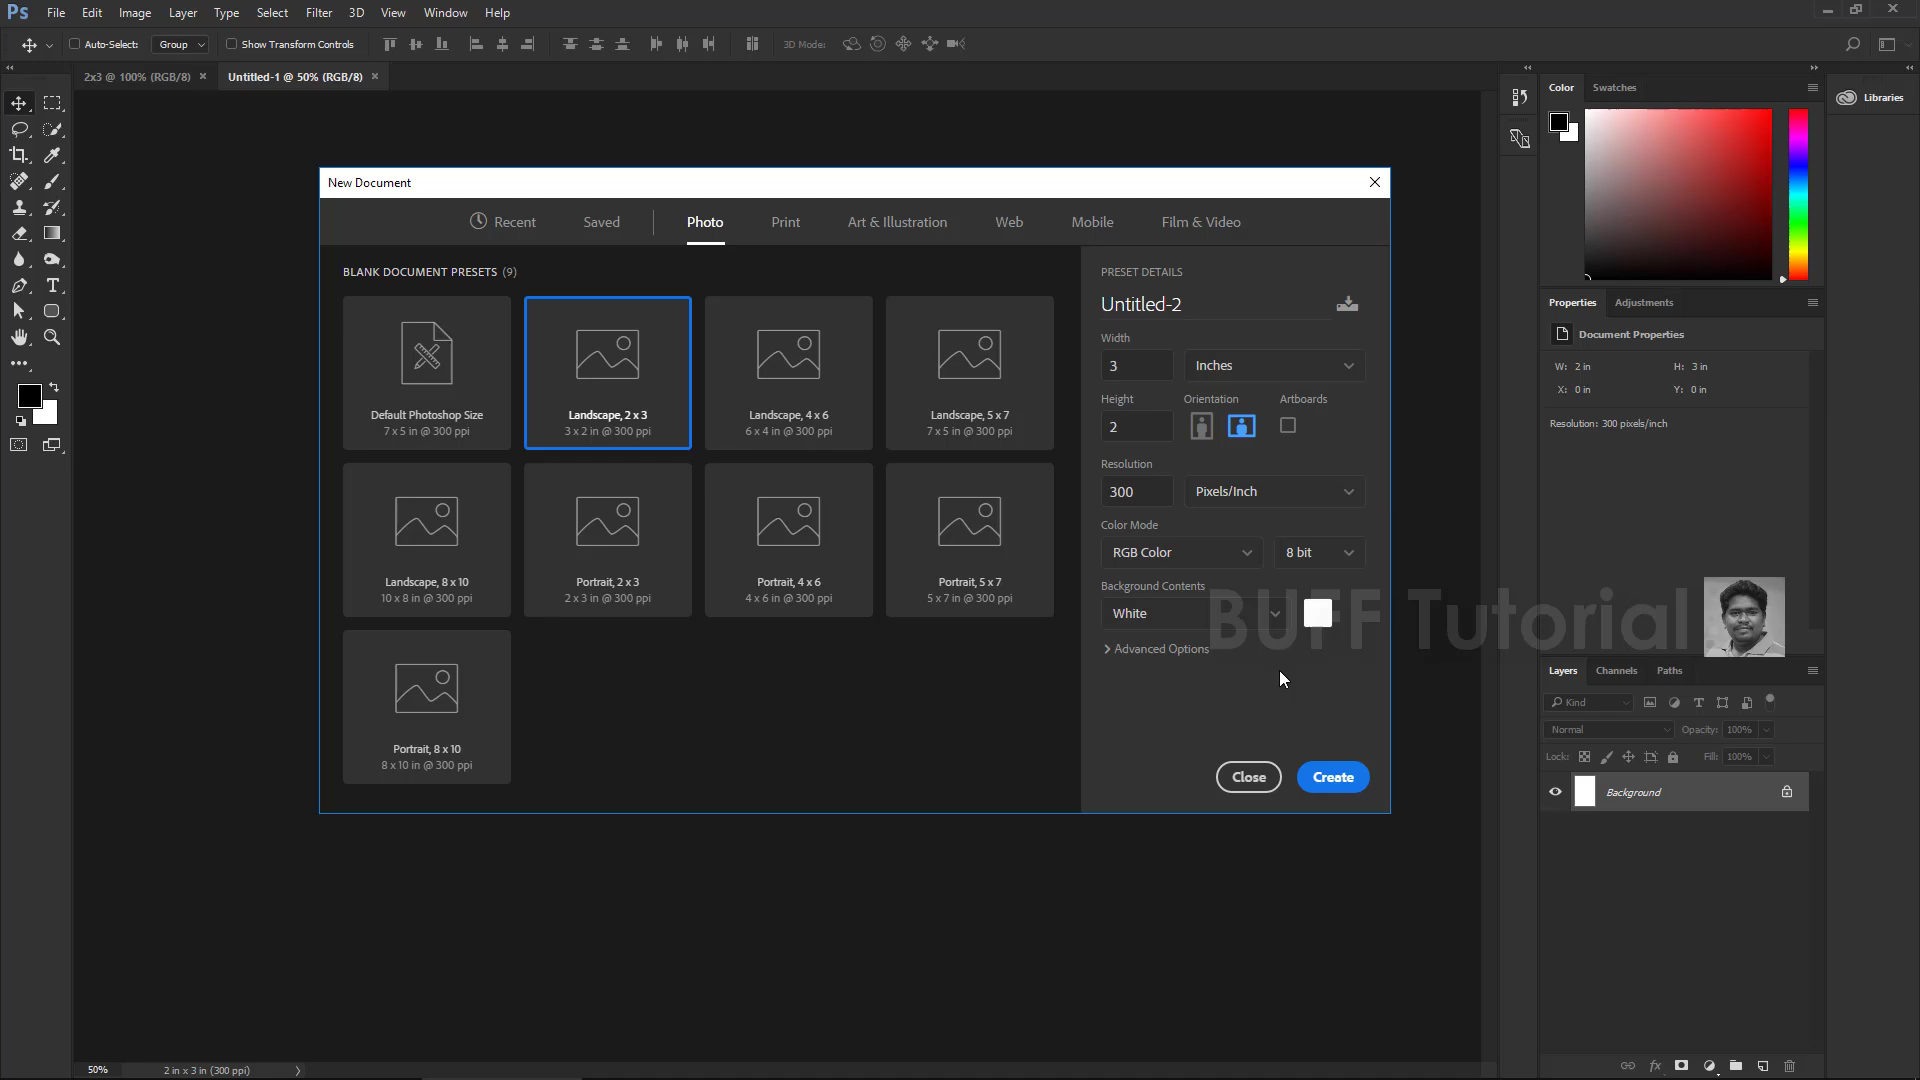 Ps File Edit Image Layer Type Select Filter 3D View Window Help
Auto-Select: Group Show Transform Controls 3D Mode:
2x3 @ 100% (RGB/8) × Untitled-1 @ 50% (RGB/8) ×
Color Swatches
Libraries
New Document
Recent Saved Photo Print Art & Illustration Web Mobile Film & Video
BLANK DOCUMENT PRESETS (9)
Default Photoshop Size
7 x 5 in @ 300 ppi
Landscape, 2 x 3
3 x 2 in @ 300 ppi
Landscape, 4 x 6
6 x 4 in @ 300 ppi
Landscape, 5 x 7
7 x 5 in @ 300 ppi
Landscape, 8 x 10
10 x 8 in @ 300 ppi
Portrait, 2 x 3
2 x 3 in @ 300 ppi
Portrait, 4 x 6
4 x 6 in @ 300 ppi
Portrait, 5 x 7
5 x 7 in @ 300 ppi
Portrait, 8 x 10
8 x 10 in @ 300 ppi
PRESET DETAILS
Untitled-2
Width
3 Inches
Height Orientation Artboards
2
Resolution
300 Pixels/Inch
Color Mode
RGB Color 8 bit
Background Contents
White
Advanced Options
Close Create
BUFF Tutorial
Properties Adjustments
Document Properties
W: 2 in H: 3 in
X: 0 in Y: 0 in
Resolution: 300 pixels/inch
Layers Channels Paths
Kind
Normal Opacity: 100%
Lock: Fill: 100%
Background
fx
50% 2 in x 3 in (300 ppi)